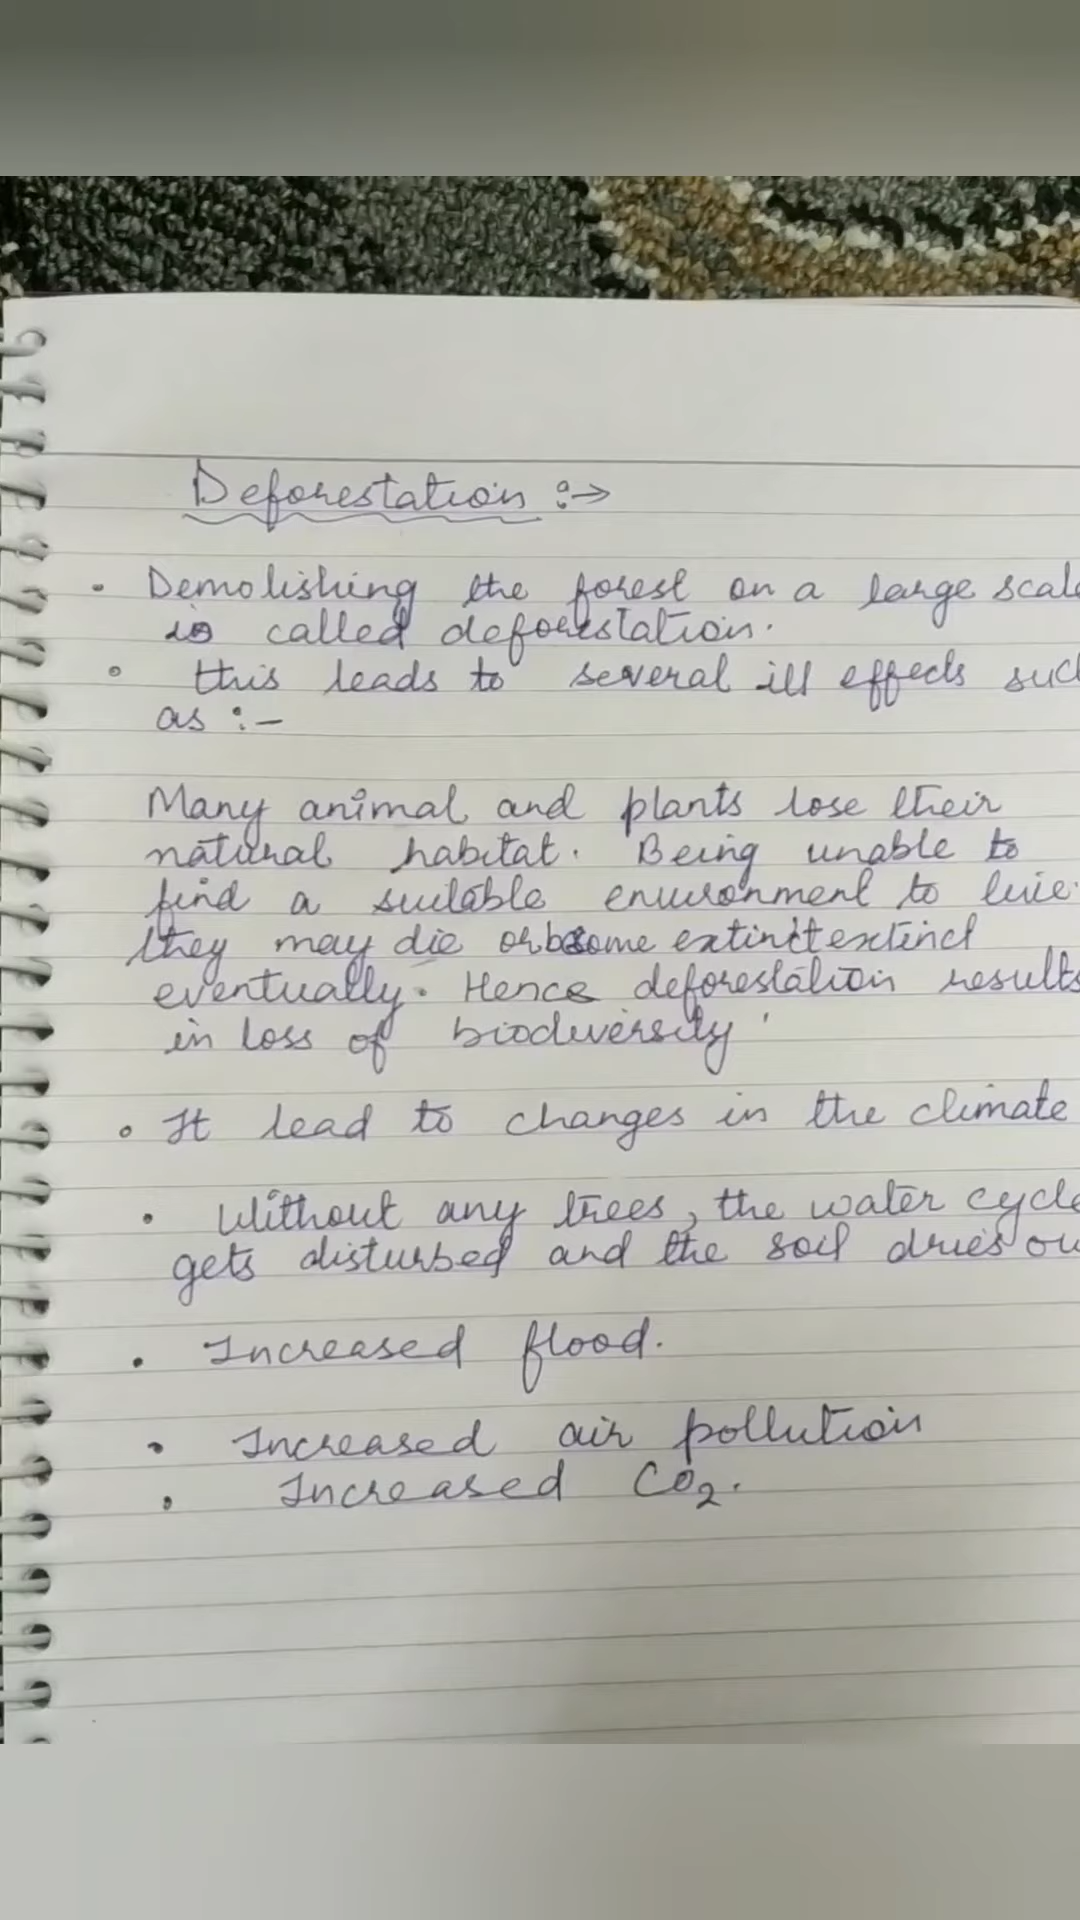 Deforestation :→
• Demolishing the forest on a large scale
is called deforestation.
• this leads to several ill effects such
as :-
Many animal and plants lose their
natural habitat. Being unable to
find a suitable environment to live.
they may die or become extinct extinct
eventually. Hence deforestation results
in loss of biodiversity
• It lead to changes in the climate
• Without any trees, the water cycle
gets disturbed and the soil dries ou
• Increased flood.
• Increased air pollution
• Increased CO₂.